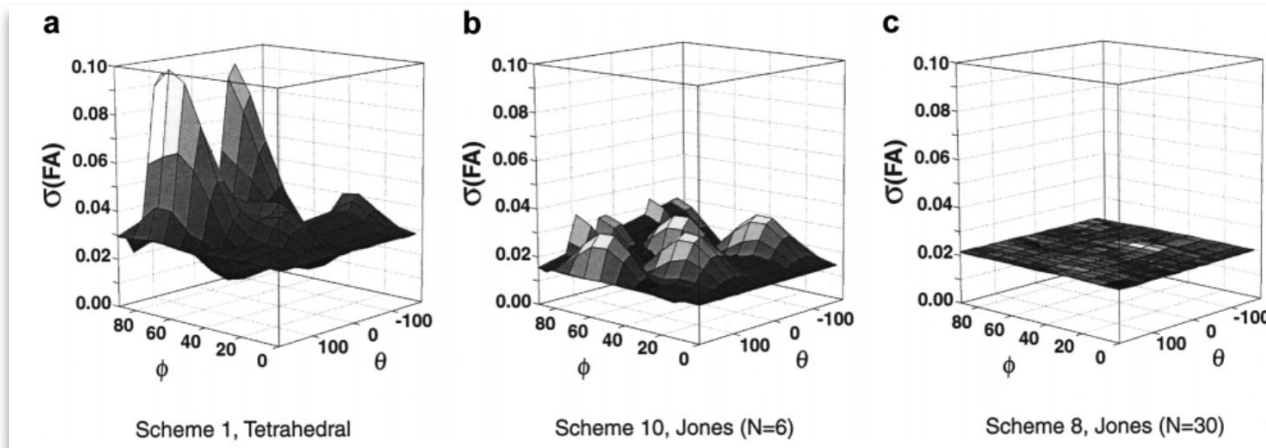 a
b
c
0.10
0.08
0.06
0.04
0.02
0.00
σ(FA)
80
60
40
20
0
ϕ
100
0
-100
θ
0.10
0.08
0.06
0.04
0.02
0.00
σ(FA)
80
60
40
20
0
ϕ
100
0
-100
θ
0.10
0.08
0.06
0.04
0.02
0.00
σ(FA)
80
60
40
20
0
ϕ
100
0
-100
θ
Scheme 1, Tetrahedral
Scheme 10, Jones (N=6)
Scheme 8, Jones (N=30)